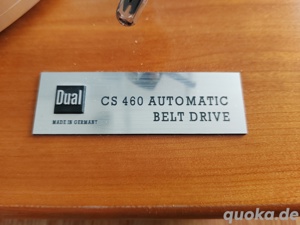 Dual
CS 460 AUTOMATIC
MADE IN GERMANY
BELT DRIVE
quoka.de